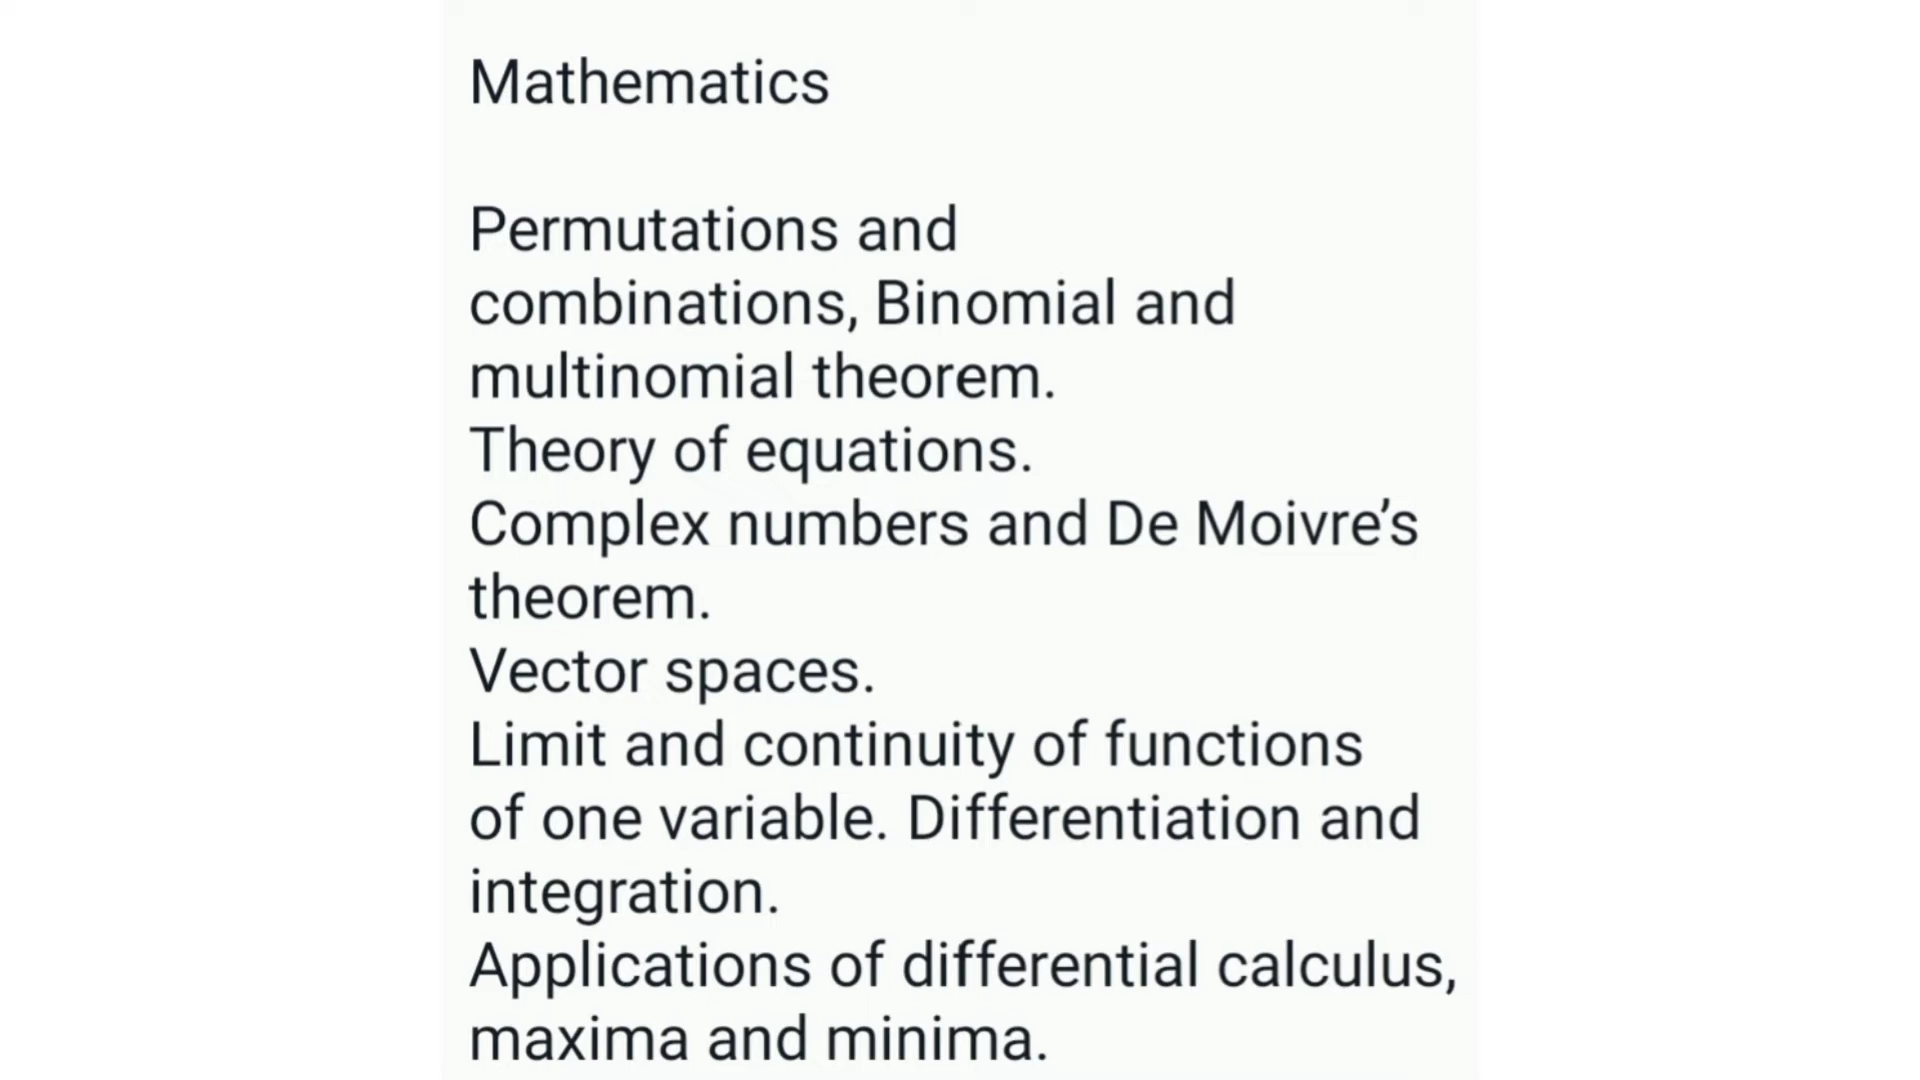 Mathematics
Permutations and
combinations, Binomial and
multinomial theorem.
Theory of equations.
Complex numbers and De Moivre’s
theorem.
Vector spaces.
Limit and continuity of functions
of one variable. Differentiation and
integration.
Applications of differential calculus,
maxima and minima.